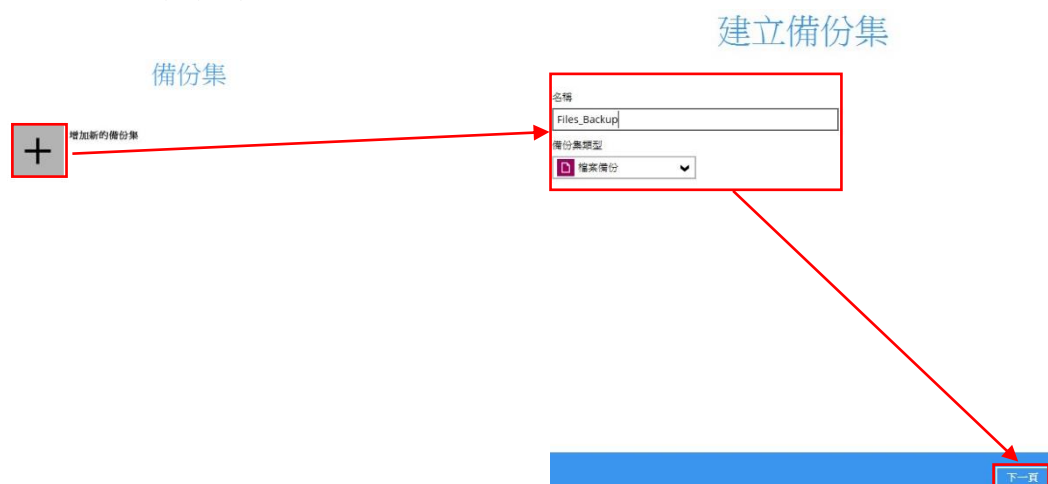 備份集
增加新的備份集
建立備份集
名稱
Files_Backup
備份集類型
檔案備份
下一頁